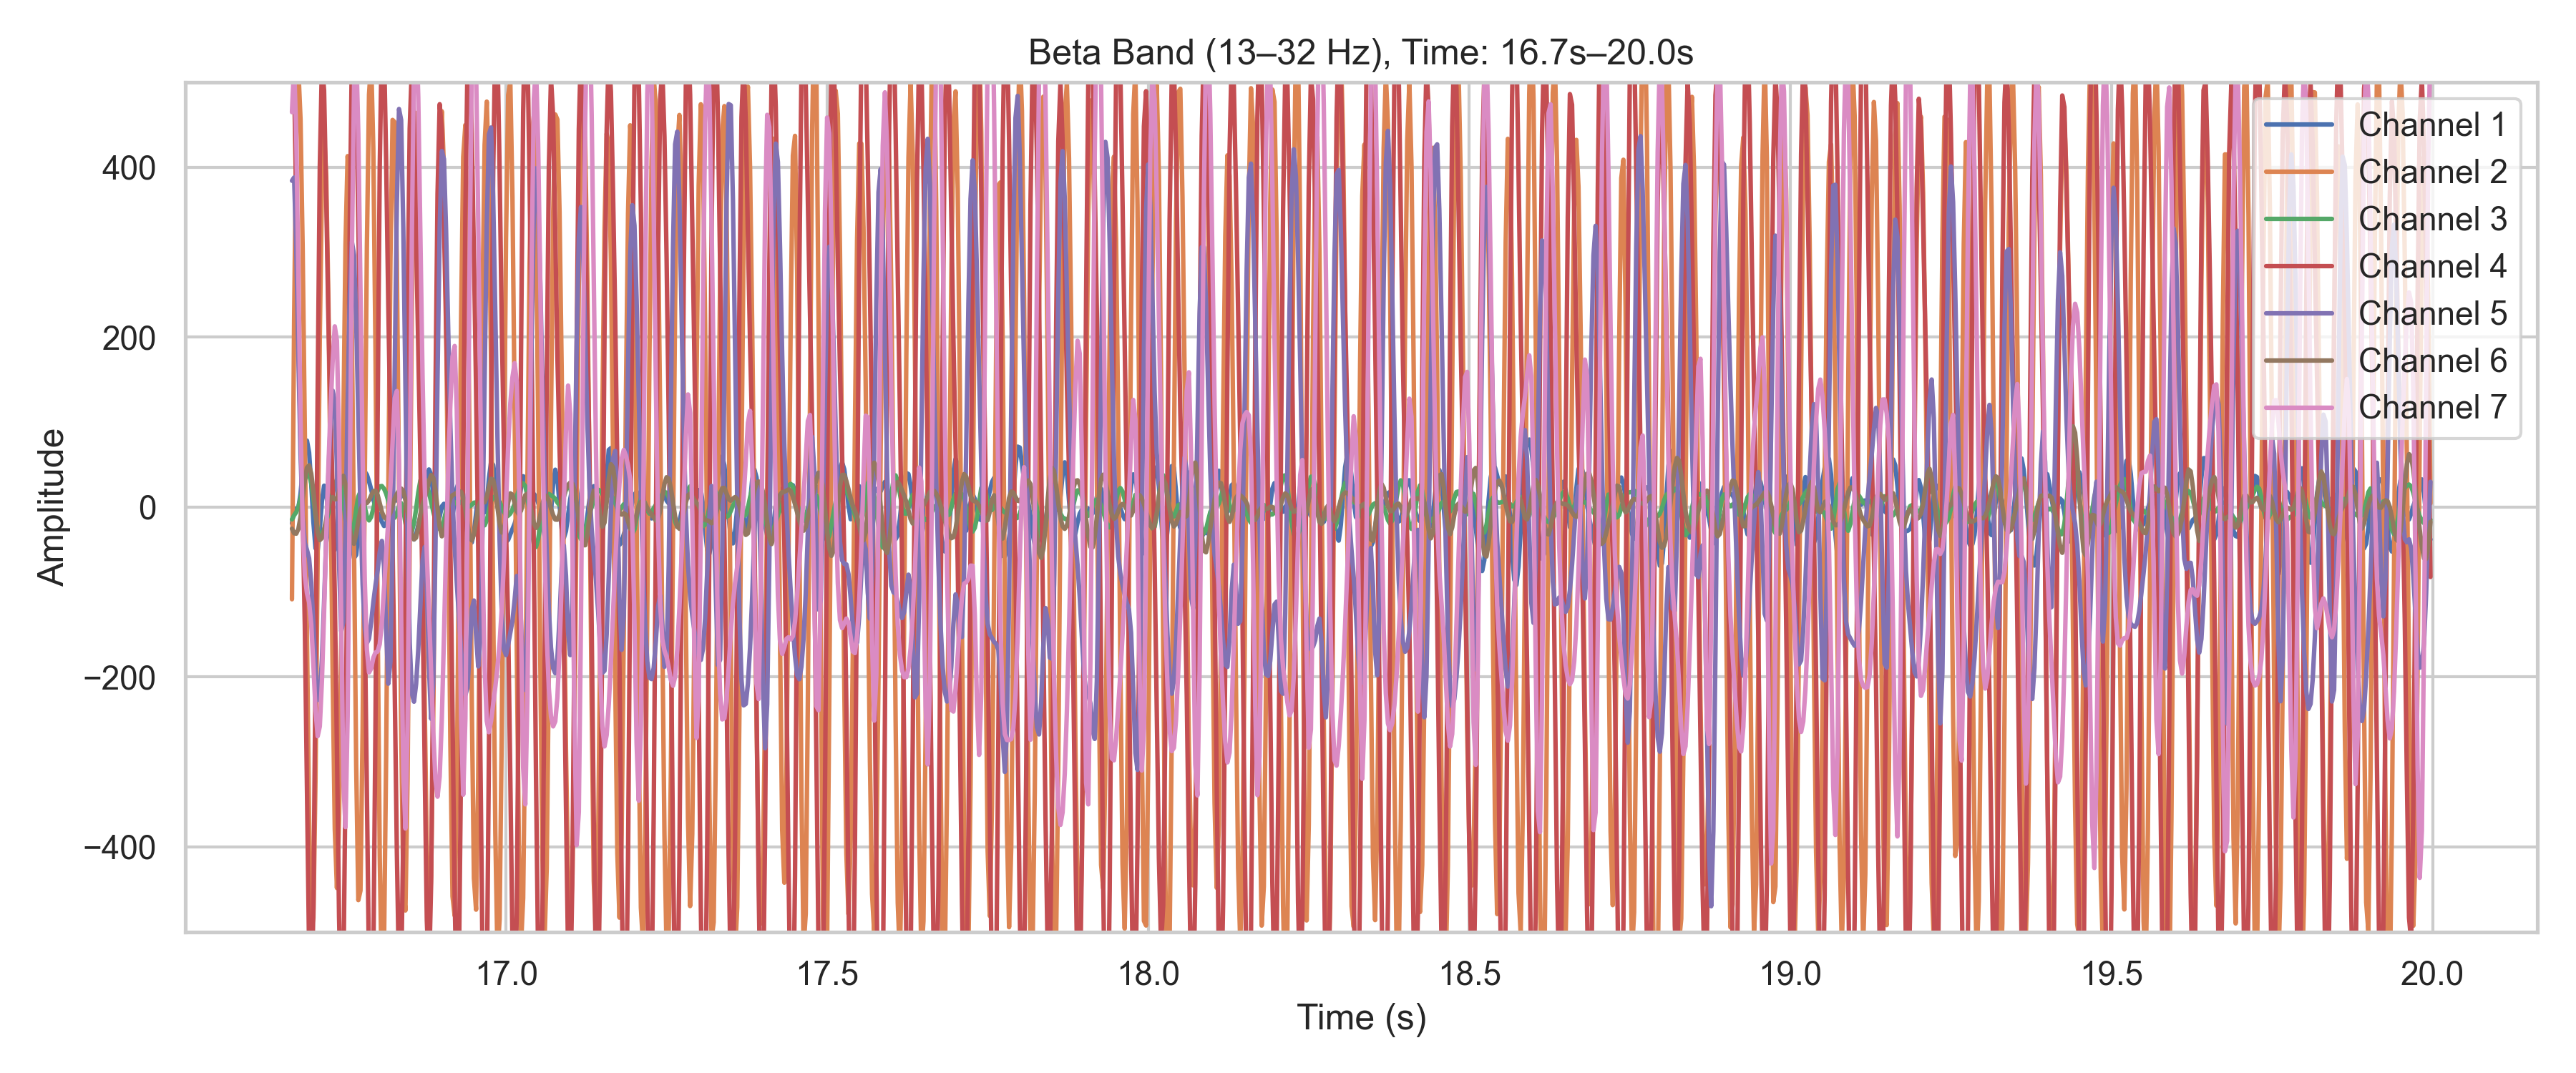 Beta Band (13–32 Hz), Time: 16.7s–20.0s
Amplitude
400
200
0
−200
−400
17.0
17.5
18.0
18.5
19.0
19.5
20.0
Time (s)
Channel 1
Channel 2
Channel 3
Channel 4
Channel 5
Channel 6
Channel 7